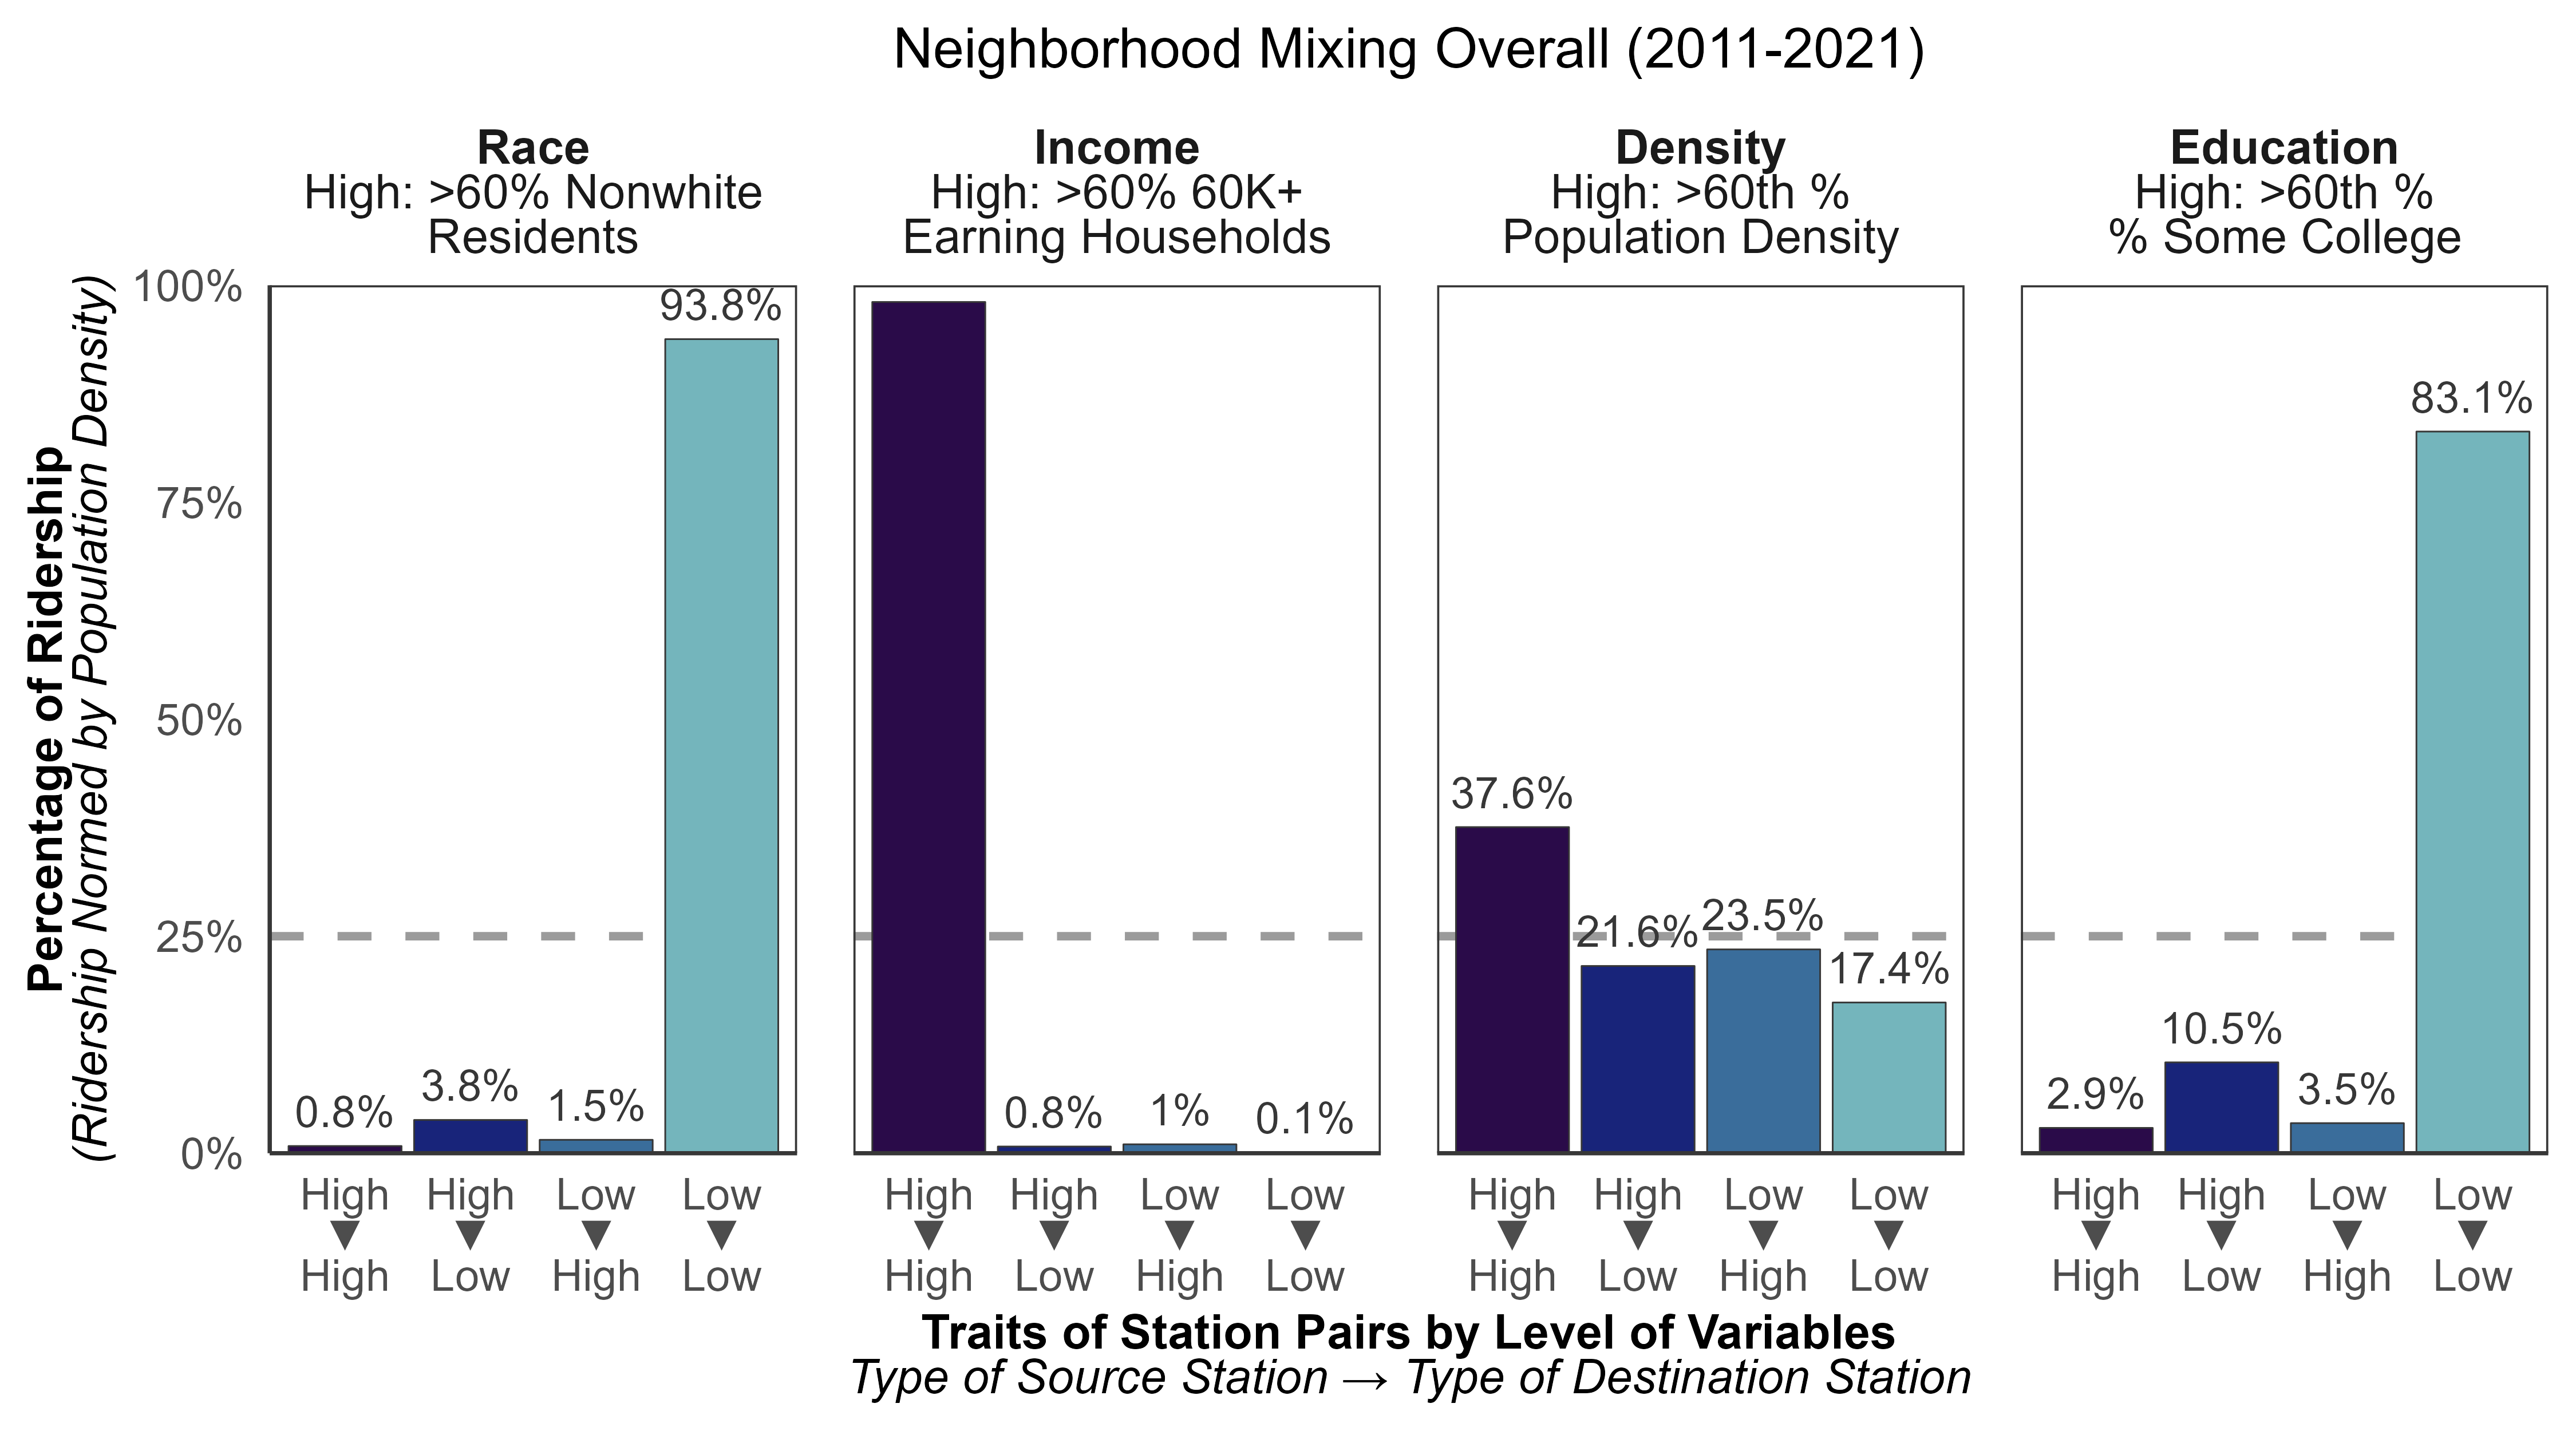 Neighborhood Mixing Overall (2011-2021)
Race
High: >60% Nonwhite
Residents
Income
High: >60% 60K+
Earning Households
Density
High: >60th %
Population Density
Education
High: >60th %
% Some College
Percentage of Ridership
(Ridership Normed by Population Density)
100%
75%
50%
25%
0%
0.8%
3.8%
1.5%
93.8%
0.8%
1%
0.1%
37.6%
21.6%
23.5%
17.4%
2.9%
10.5%
3.5%
83.1%
High High Low Low
▼ ▼ ▼ ▼
High Low High Low
High High Low Low
▼ ▼ ▼ ▼
High Low High Low
High High Low Low
▼ ▼ ▼ ▼
High Low High Low
High High Low Low
▼ ▼ ▼ ▼
High Low High Low
Traits of Station Pairs by Level of Variables
Type of Source Station → Type of Destination Station